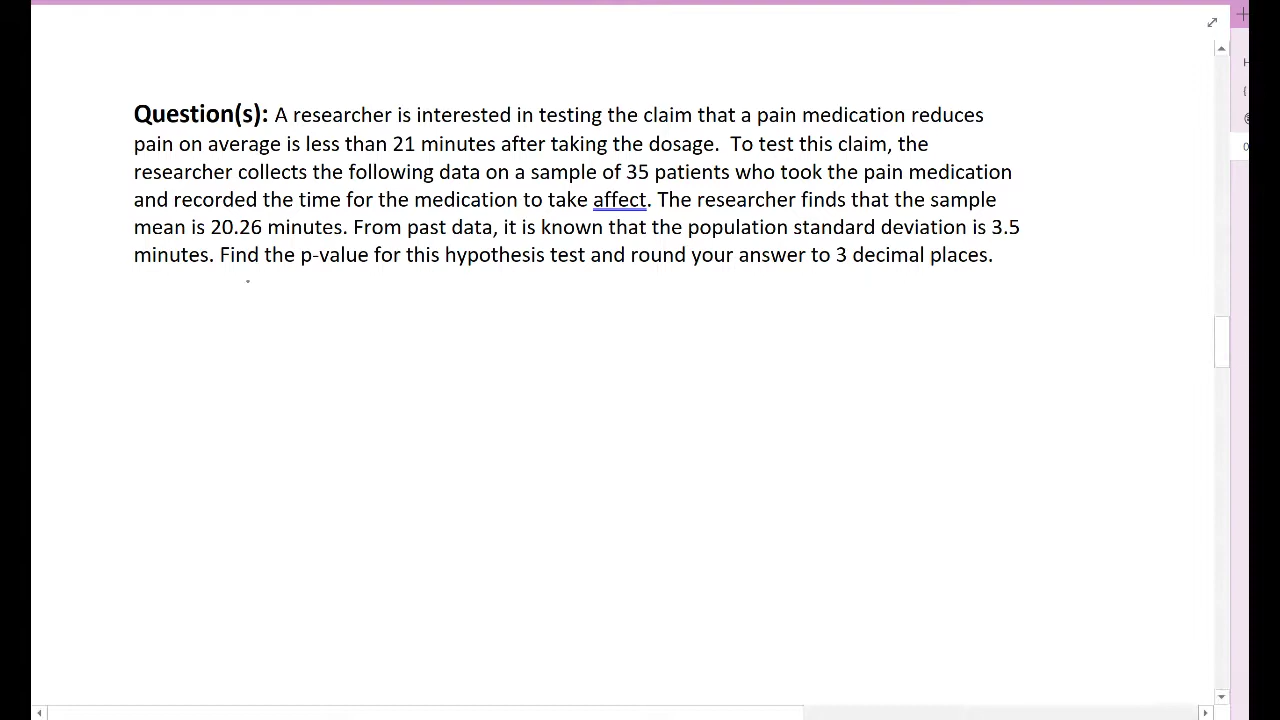 Question(s): A researcher is interested in testing the claim that a pain medication reduces
pain on average is less than 21 minutes after taking the dosage.  To test this claim, the
researcher collects the following data on a sample of 35 patients who took the pain medication
and recorded the time for the medication to take affect. The researcher finds that the sample
mean is 20.26 minutes. From past data, it is known that the population standard deviation is 3.5
minutes. Find the p-value for this hypothesis test and round your answer to 3 decimal places.